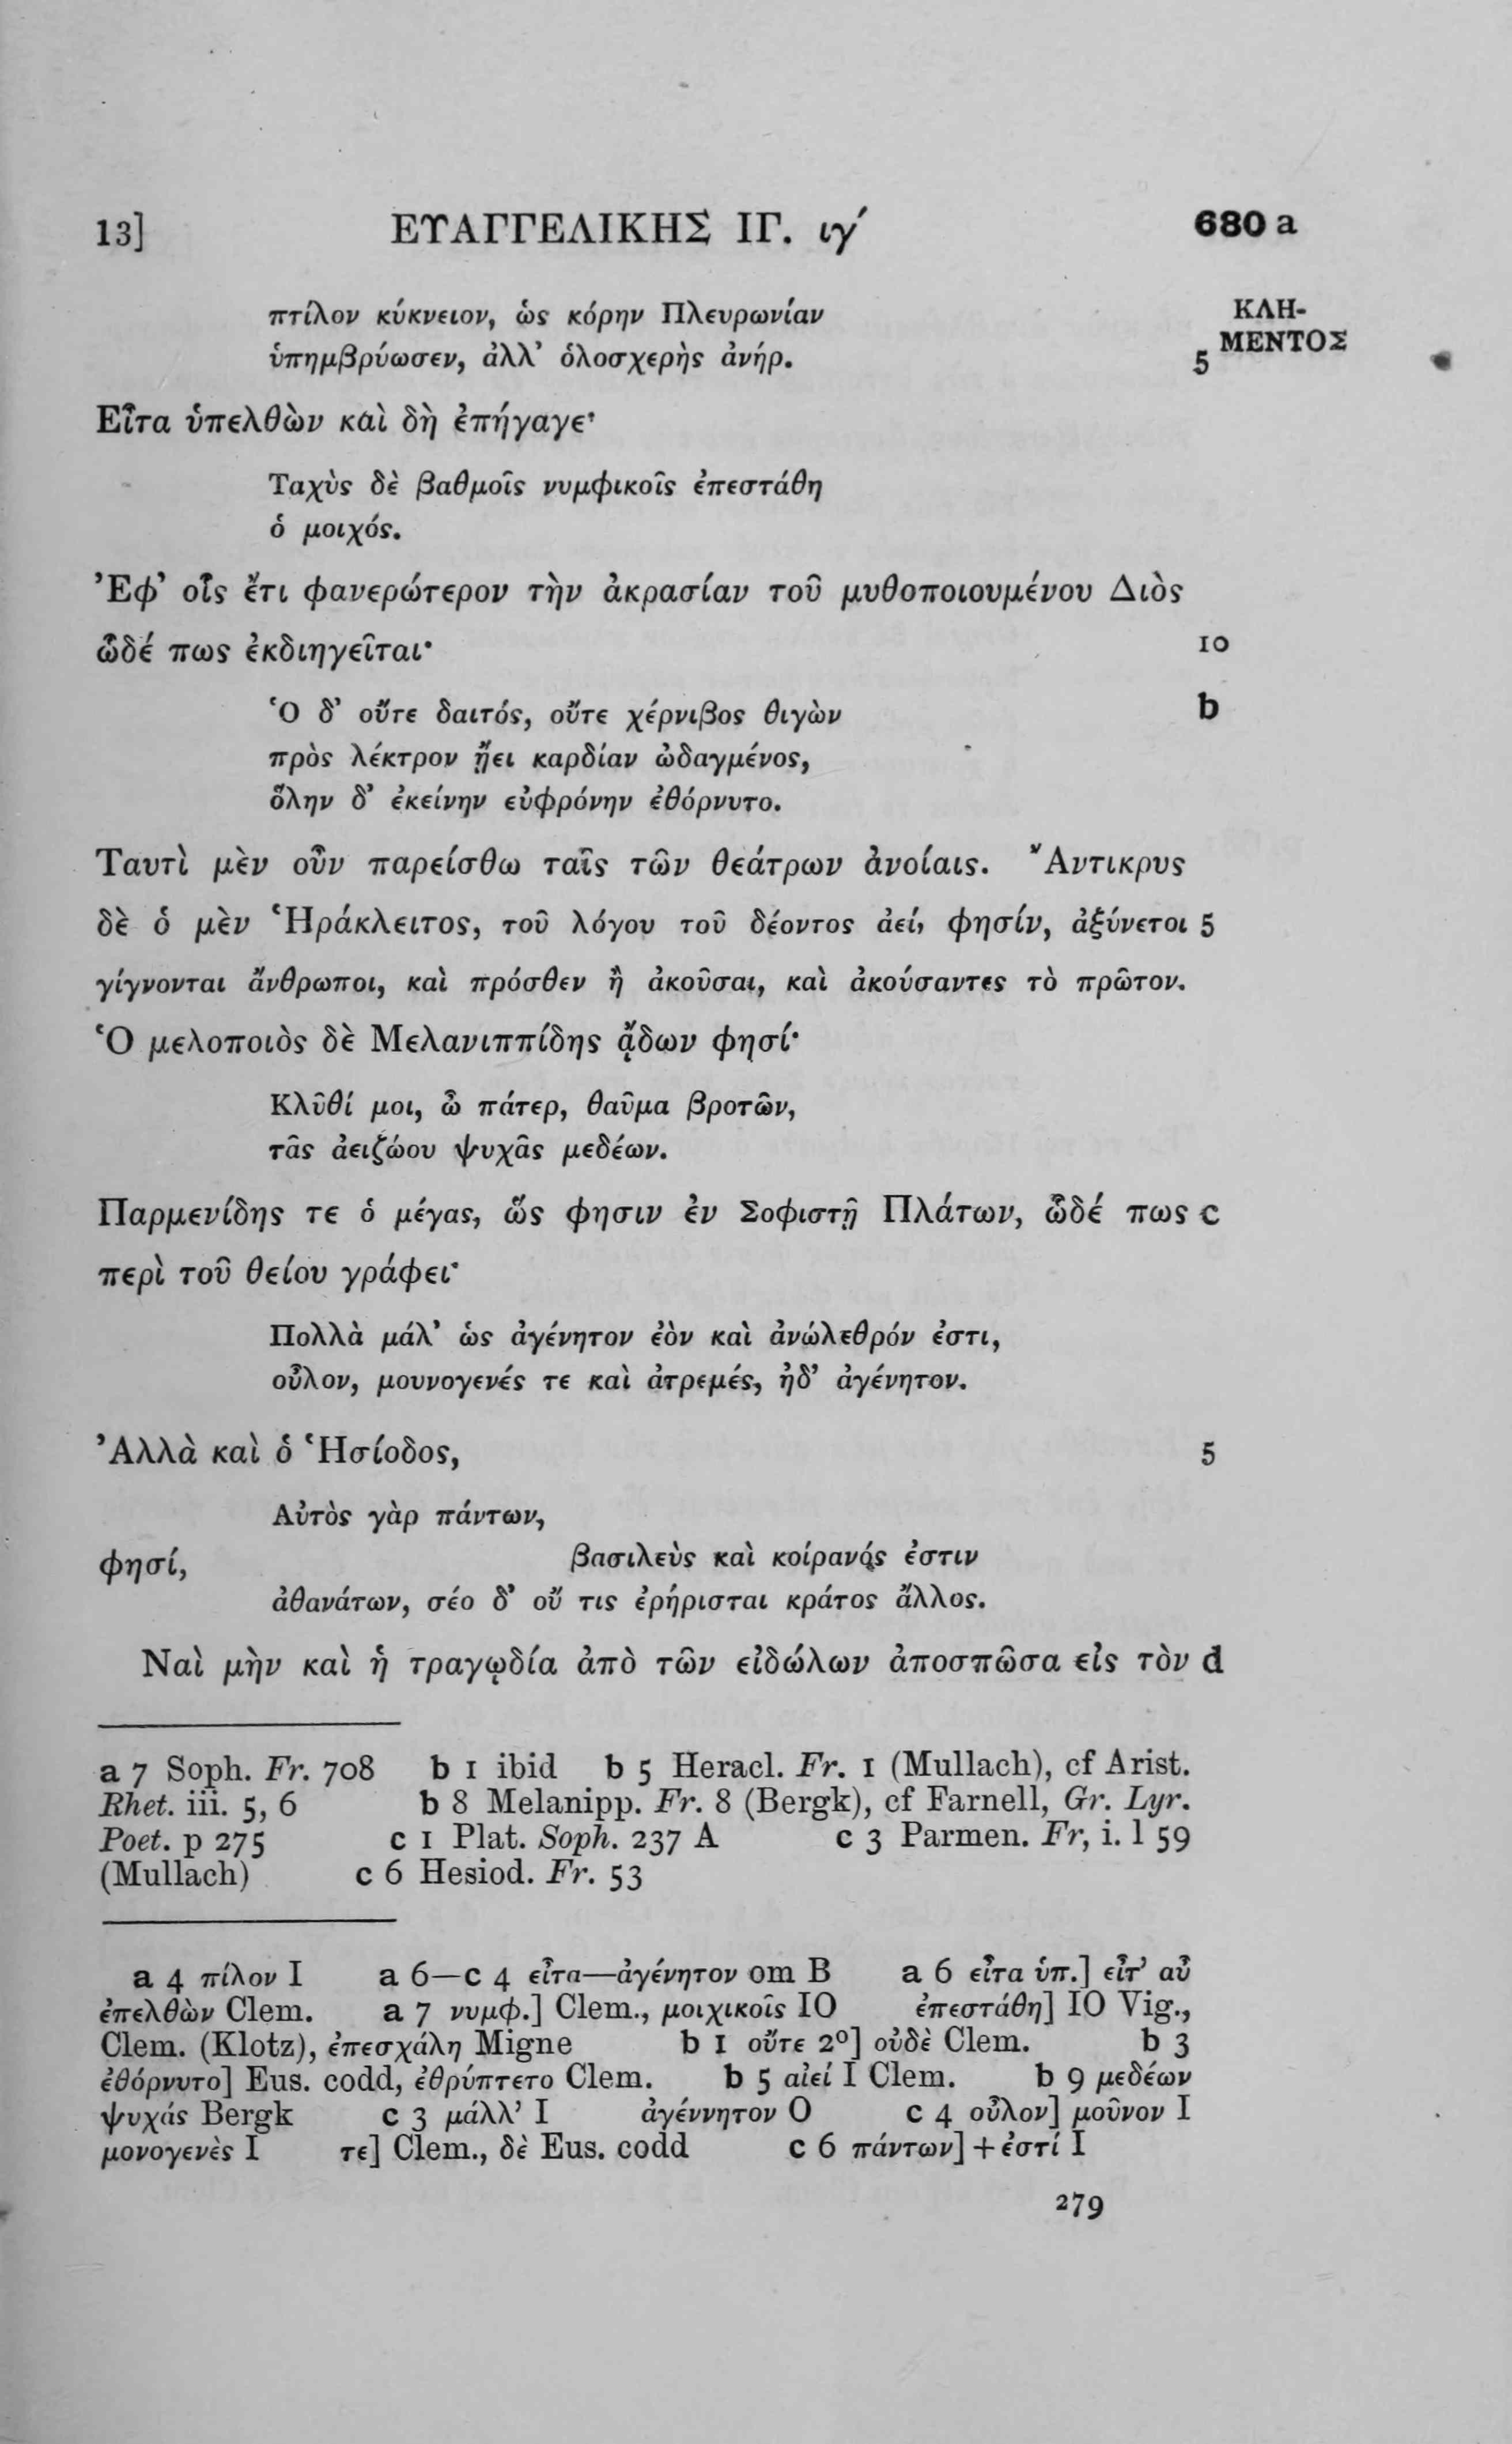 13] ΕΥΑΓΓΕΛΙΚΗΣ ΙΓ. ιγ´ 680 a
πτίλον κύκνειον, ὡς κόρην Πλευρωνίαν ΚΛΗ-
ὑπημβρύωσεν, ἀλλ’ ὁλοσχερὴς ἀνήρ. 5 ΜΕΝΤΟΣ
Εἶτα ὑπελθὼν καὶ δὴ ἐπήγαγε·
Ταχὺς δὲ βαθμοῖς νυμφικοῖς ἐπεστάθη
ὁ μοιχός.
Ἐφ’ οἷς ἔτι φανερώτερον τὴν ἀκρασίαν τοῦ μυθοποιουμένου Διὸς
ὧδέ πως ἐκδιηγεῖται· 10
Ὁ δ’ οὔτε δαιτός, οὔτε χέρνιβος θιγὼν b
πρὸς λέκτρον ᾔει καρδίαν ὠδαγμένος,
ὅλην δ’ ἐκείνην εὐφρόνην ἐθόρνυτο.
Ταυτὶ μὲν οὖν παρείσθω ταῖς τῶν θεάτρων ἀνοίαις. Ἄντικρυς
δὲ ὁ μὲν Ἡράκλειτος, τοῦ λόγου τοῦ δέοντος ἀεί, φησίν, ἀξύνετοι 5
γίγνονται ἄνθρωποι, καὶ πρόσθεν ἢ ἀκοῦσαι, καὶ ἀκούσαντες τὸ πρῶτον.
Ὁ μελοποιὸς δὲ Μελανιππίδης ᾄδων φησί·
Κλῦθί μοι, ὦ πάτερ, θαῦμα βροτῶν,
τᾶς ἀειζώου ψυχᾶς μεδέων.
Παρμενίδης τε ὁ μέγας, ὥς φησιν ἐν Σοφιστῇ Πλάτων, ὧδέ πως c
περὶ τοῦ θείου γράφει·
Πολλὰ μάλ’ ὡς ἀγένητον ἐὸν καὶ ἀνώλεθρόν ἐστι,
οὖλον, μουνογενές τε καὶ ἀτρεμές, ἠδ’ ἀγένητον.
Ἀλλὰ καὶ ὁ Ἡσίοδος, 5
Αὐτὸς γὰρ πάντων,
φησί, βασιλεὺς καὶ κοίρανός ἐστιν
ἀθανάτων, σέο δ’ οὔ τις ἐρήρισται κράτος ἄλλος.
Ναὶ μὴν καὶ ἡ τραγῳδία ἀπὸ τῶν εἰδώλων ἀποσπῶσα εἰς τὸν d
a 7 Soph. Fr. 708 b 1 ibid b 5 Heracl. Fr. 1 (Mullach), cf Arist.
Rhet. iii. 5, 6 b 8 Melanipp. Fr. 8 (Bergk), cf Farnell, Gr. Lyr.
Poet. p 275 c 1 Plat. Soph. 237 A c 3 Parmen. Fr, i. l 59
(Mullach) c 6 Hesiod. Fr. 53
a 4 πίλον I a 6—c 4 εἶτα—ἀγένητον om B a 6 εἶτα ὑπ.] εἶτ’ αὖ
ἐπελθὼν Clem. a 7 νυμφ.] Clem., μοιχικοῖς IO ἐπεστάθη] IO Vig.,
Clem. (Klotz), ἐπεσχάλη Migne b 1 οὔτε 2º] οὐδὲ Clem. b 3
ἐθόρνυτο] Eus. codd, ἐθρύπτετο Clem. b 5 αἰεί I Clem. b 9 μεδέων
ψυχάς Bergk c 3 μάλλ’ I ἀγέννητον O c 4 οὖλον] μοῦνον I
μονογενὲς I τε] Clem., δὲ Eus. codd c 6 πάντων] + ἐστί I
279